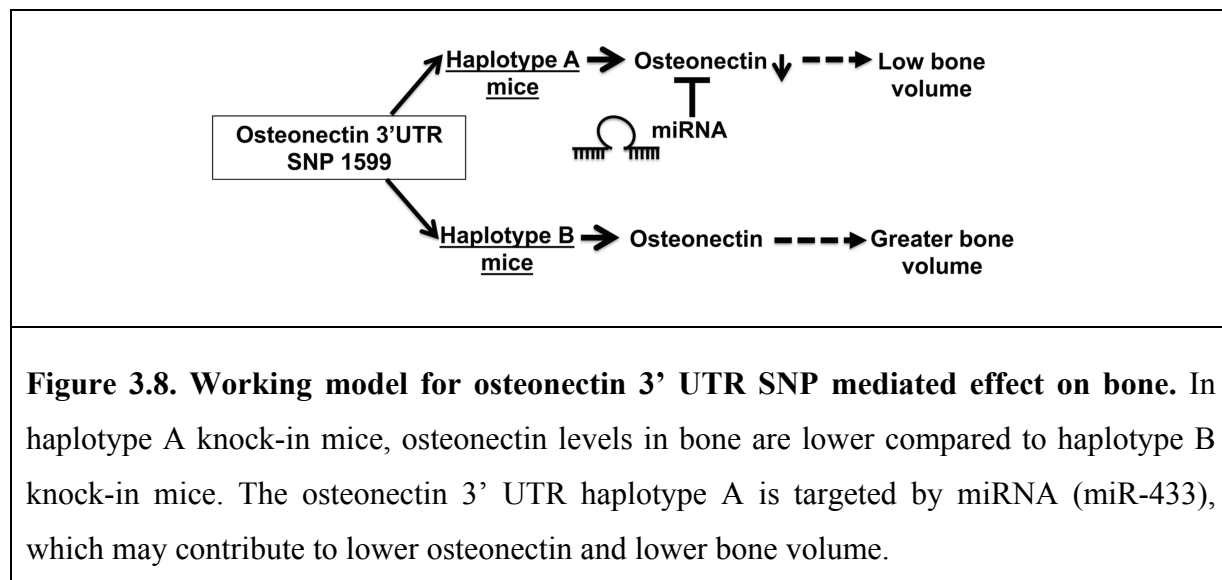 Haplotype A mice
Osteonectin
Low bone volume
miRNA
Osteonectin 3’UTR
SNP 1599
Haplotype B mice
Osteonectin
Greater bone volume
Figure 3.8. Working model for osteonectin 3’ UTR SNP mediated effect on bone. In
haplotype A knock-in mice, osteonectin levels in bone are lower compared to haplotype B
knock-in mice. The osteonectin 3’ UTR haplotype A is targeted by miRNA (miR-433),
which may contribute to lower osteonectin and lower bone volume.